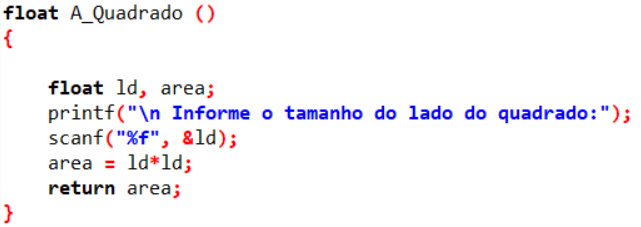 float A_Quadrado ()
{
float ld, area;
printf("\n Informe o tamanho do lado do quadrado:");
scanf("%f", &ld);
area = ld*ld;
return area;
}